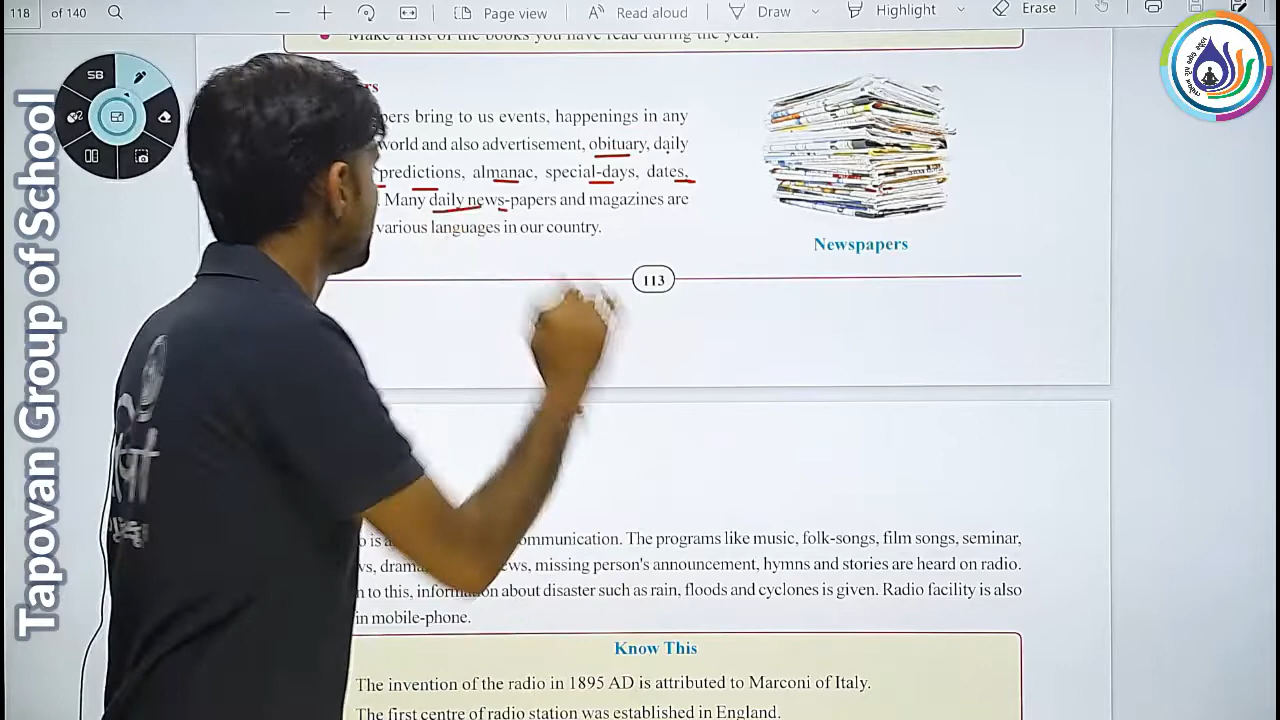 118 of 140
Page view
Read aloud
Draw
Highlight
Erase
SB
Make a list of the books you have read during the year.
pers bring to us events, happenings in any
world and also advertisement, obituary, daily
predictions, almanac, special-days, dates,
Many daily news-papers and magazines are
various languages in our country.
Newspapers
113
Tapovan Group of School
is a ommunication. The programs like music, folk-songs, film songs, seminar,
missing person's announcement, hymns and stories are heard on radio.
to this, information about disaster such as rain, floods and cyclones is given. Radio facility is also
in mobile-phone.
Know This
The invention of the radio in 1895 AD is attributed to Marconi of Italy.
The first centre of radio station was established in England.